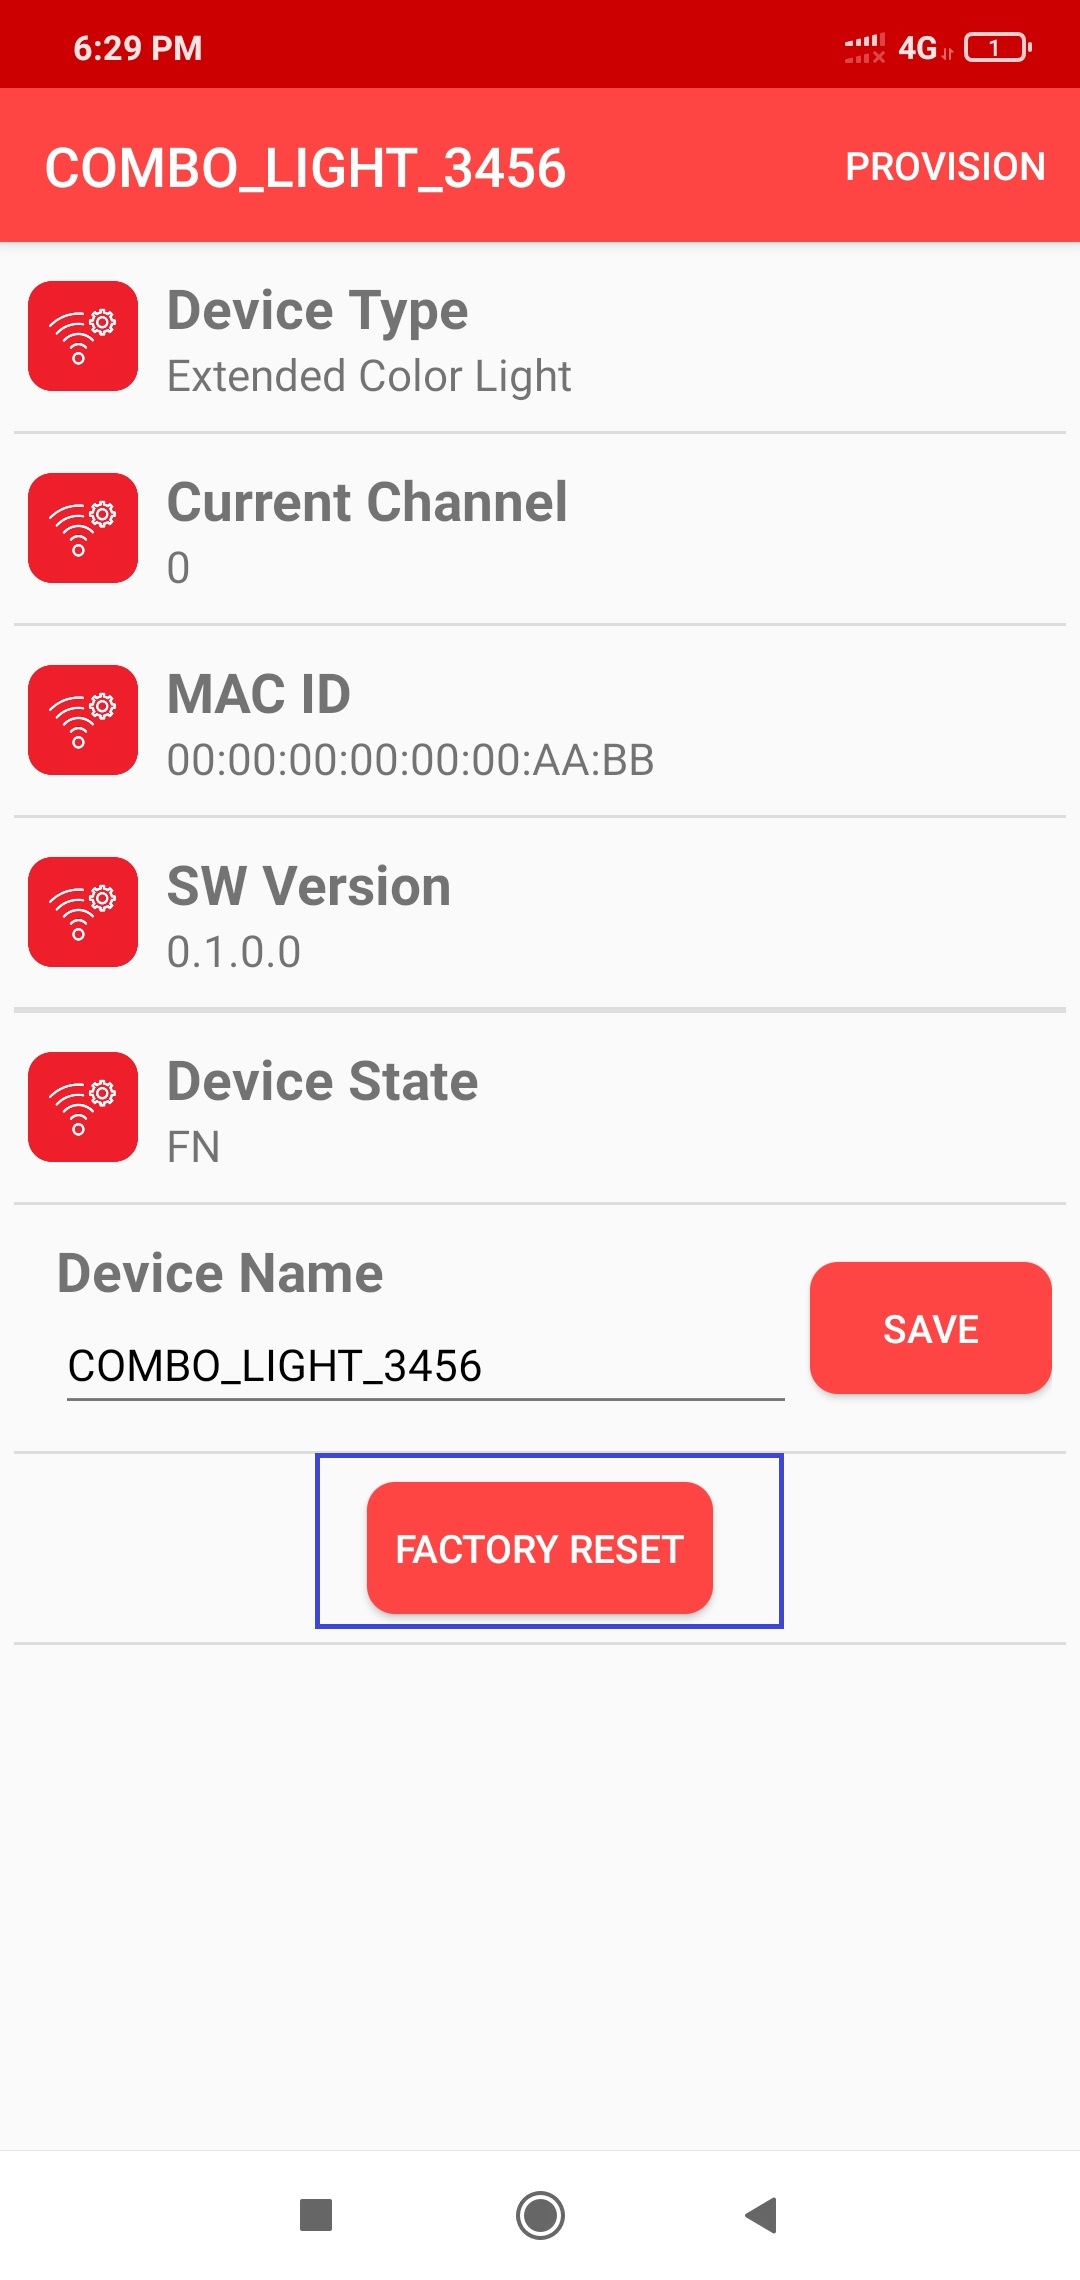 6:29 PM 4G 1
COMBO_LIGHT_3456 PROVISION
Device Type
Extended Color Light
Current Channel
0
MAC ID
00:00:00:00:00:00:AA:BB
SW Version
0.1.0.0
Device State
FN
Device Name
COMBO_LIGHT_3456
SAVE
FACTORY RESET